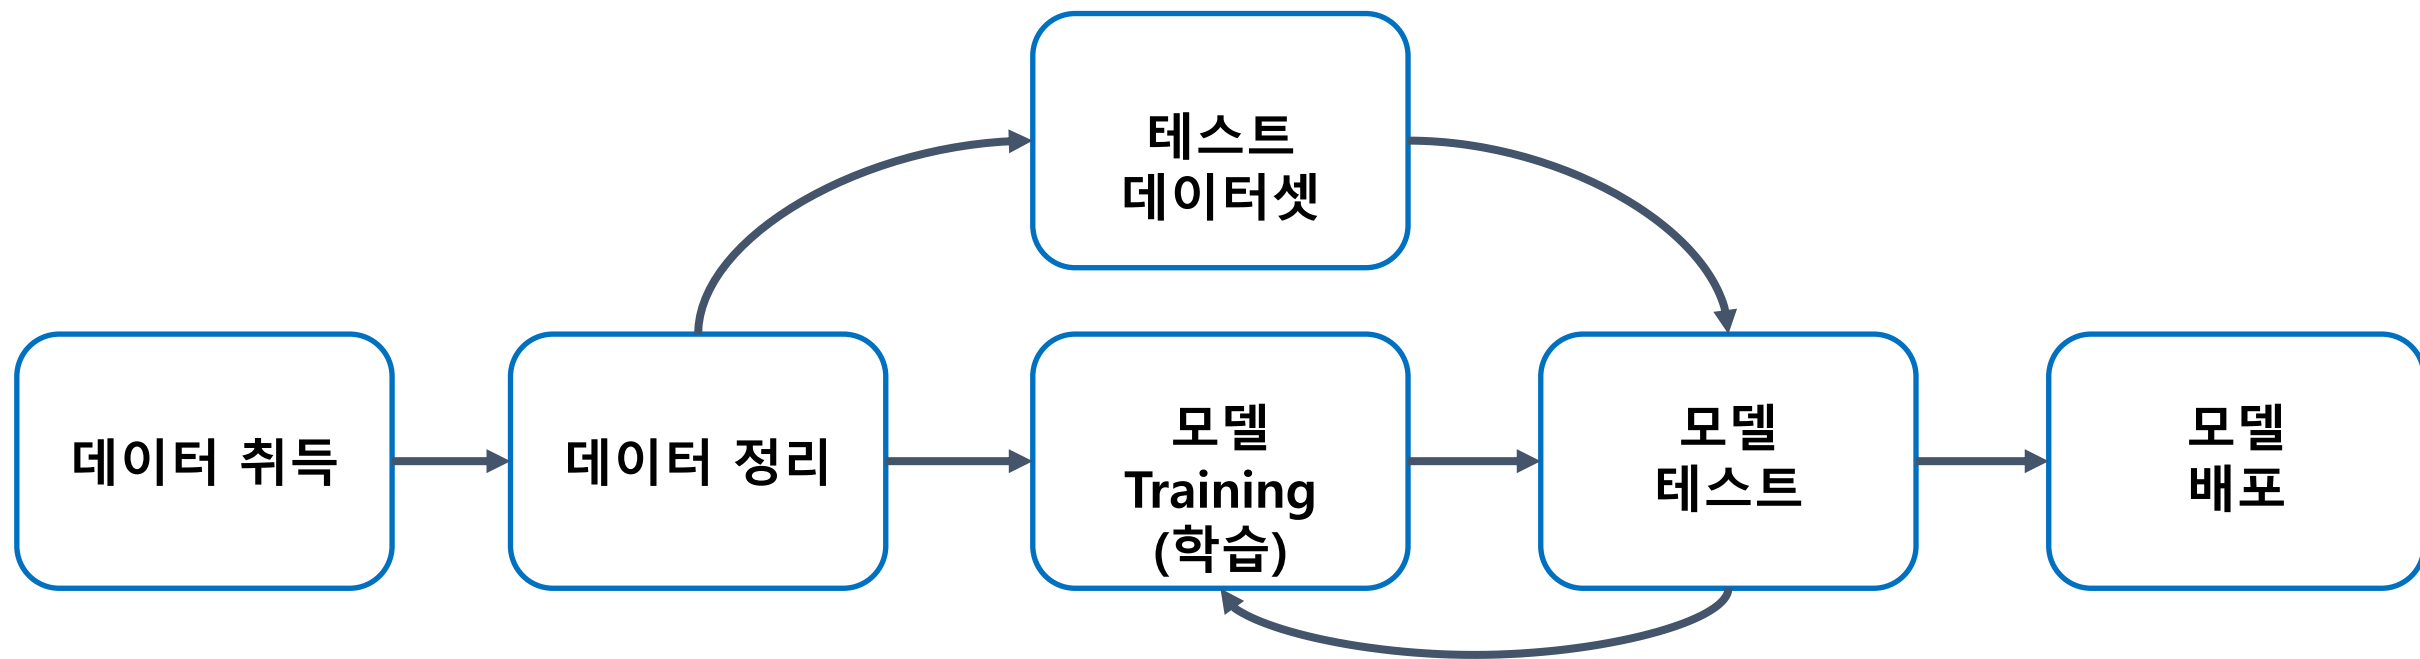 테스트
데이터셋
데이터 취득
데이터 정리
모델
Training
(학습)
모델
테스트
모델
배포